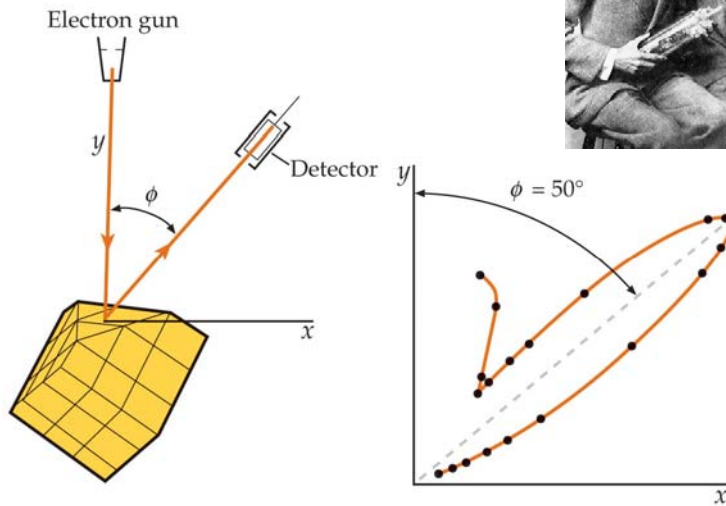 Electron gun
y
ϕ
Detector
x
y
ϕ = 50°
x